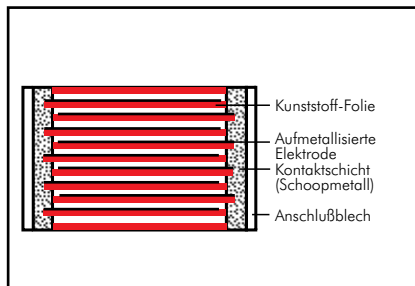 Kunststoff-Folie
Aufmetallisierte
Elektrode
Kontaktschicht
(Schoopmetall)
Anschlußblech